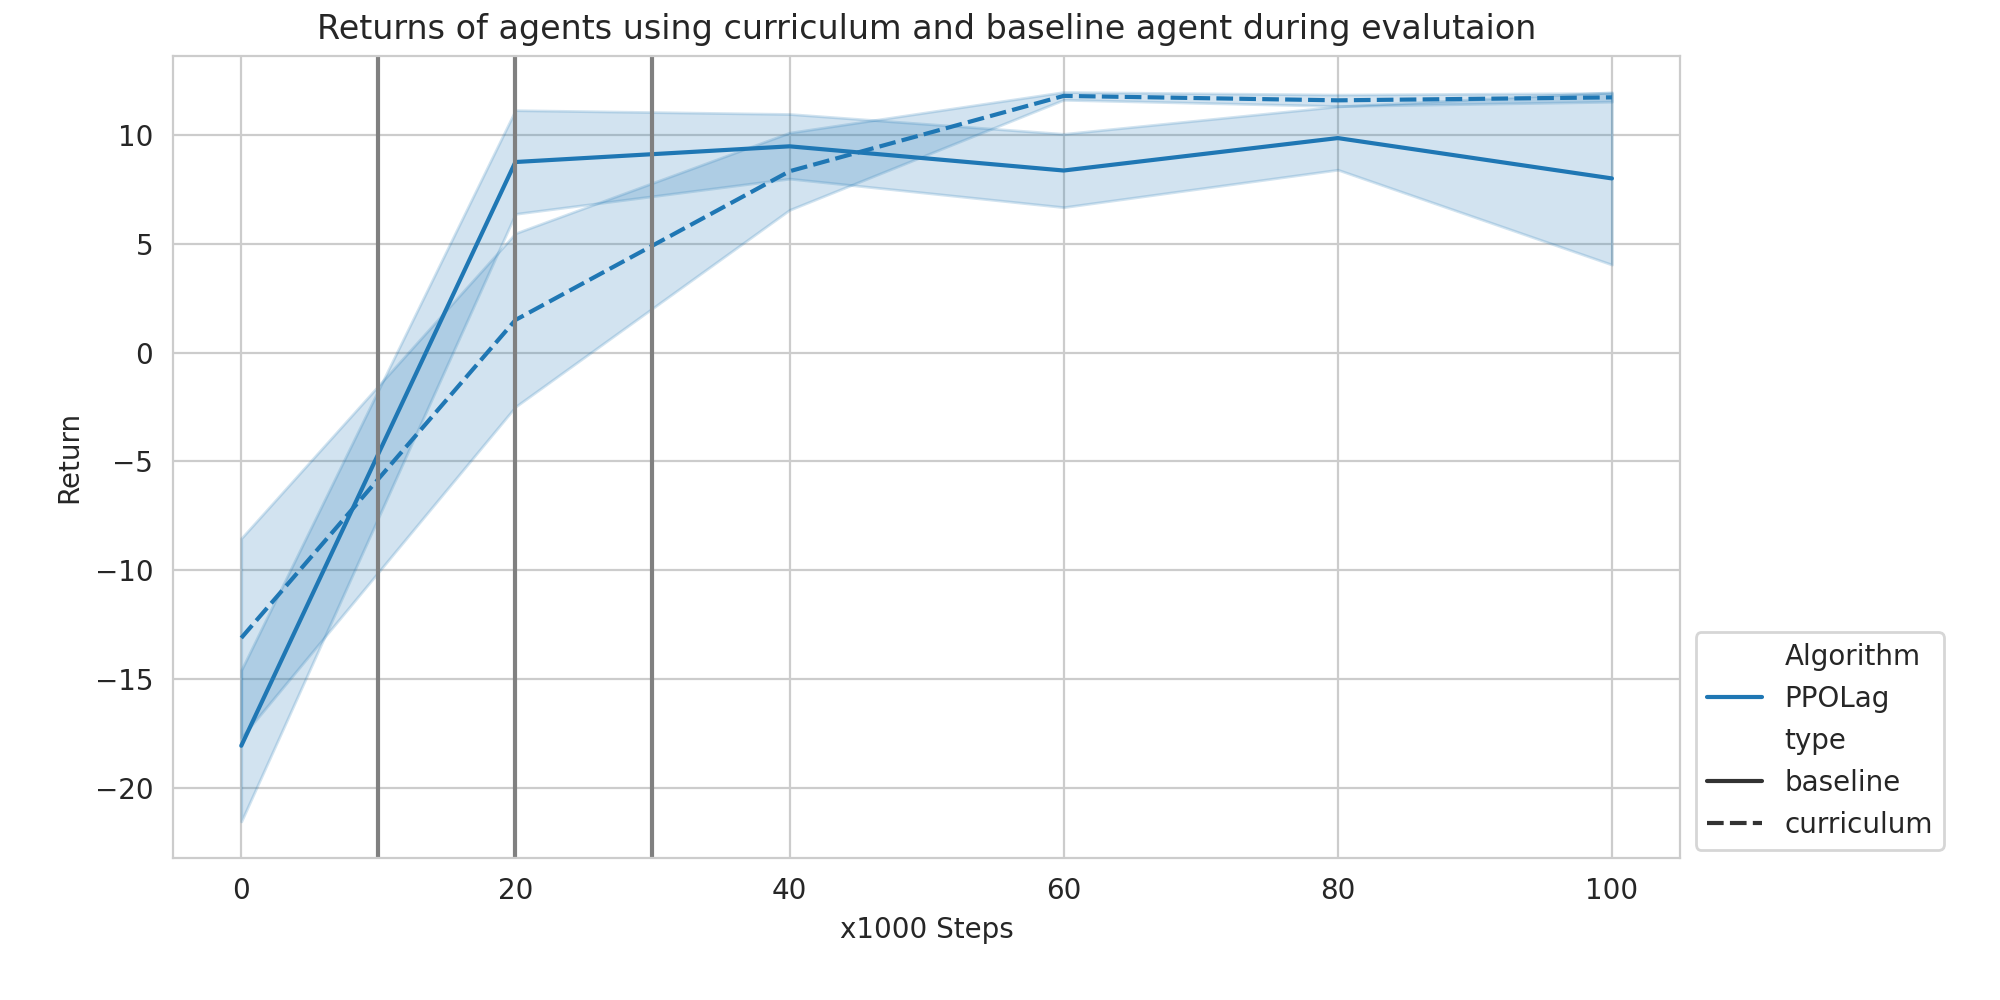 Returns of agents using curriculum and baseline agent during evalutaion
10
5
0
−5
−10
−15
−20
Return
0 20 40 60 80 100
x1000 Steps
Algorithm
PPOLag
type
baseline
curriculum